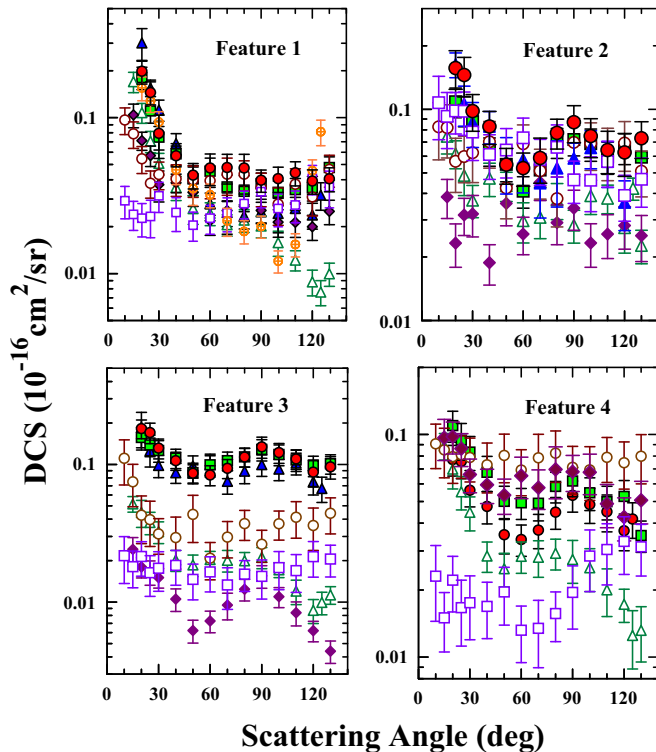 Feature 1
Feature 2
0.1
0.1
0.01
0.01
0 30 60 90 120
0 30 60 90 120
Feature 3
Feature 4
0.1
0.1
0.01
0.01
0 30 60 90 120
0 30 60 90 120
DCS (10⁻¹⁶cm²/sr)
Scattering Angle (deg)